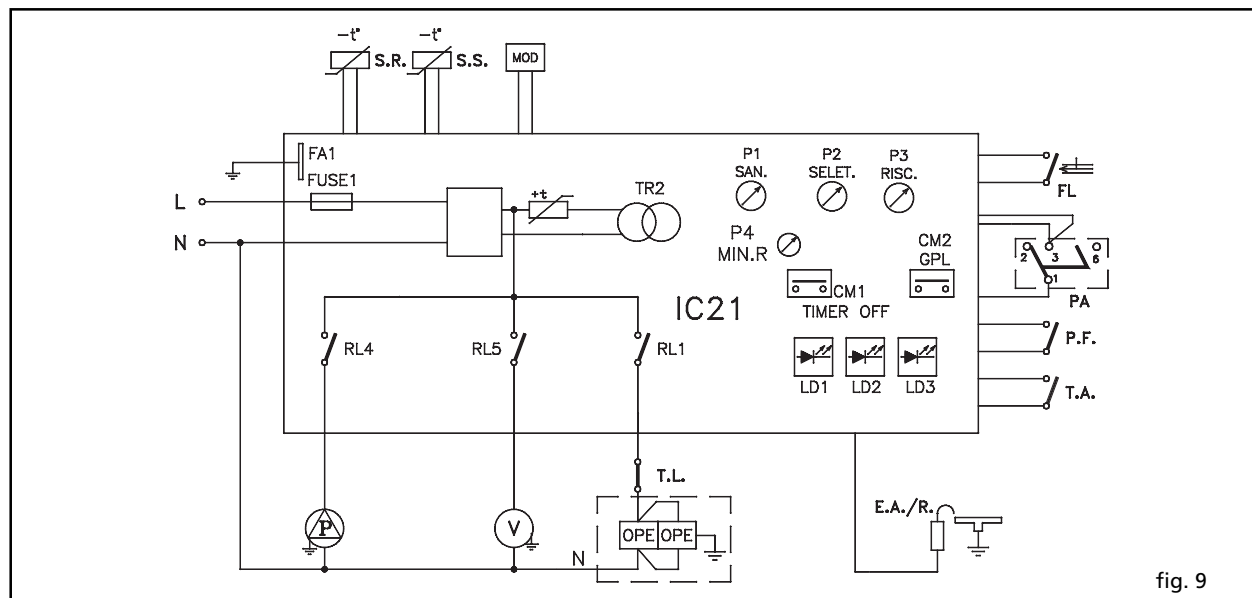 -t°
S.R.
-t°
S.S.
MOD
FA1
FUSE1
L
N
+t
TR2
P1
SAN.
P2
SELET.
P3
RISC.
P4
MIN.R
CM2
GPL
CM1
TIMER OFF
IC21
LD1
LD2
LD3
FL
2
3
6
1
PA
P.F.
T.A.
RL4
RL5
RL1
T.L.
P
V
N
OPE
OPE
E.A./R.
fig. 9